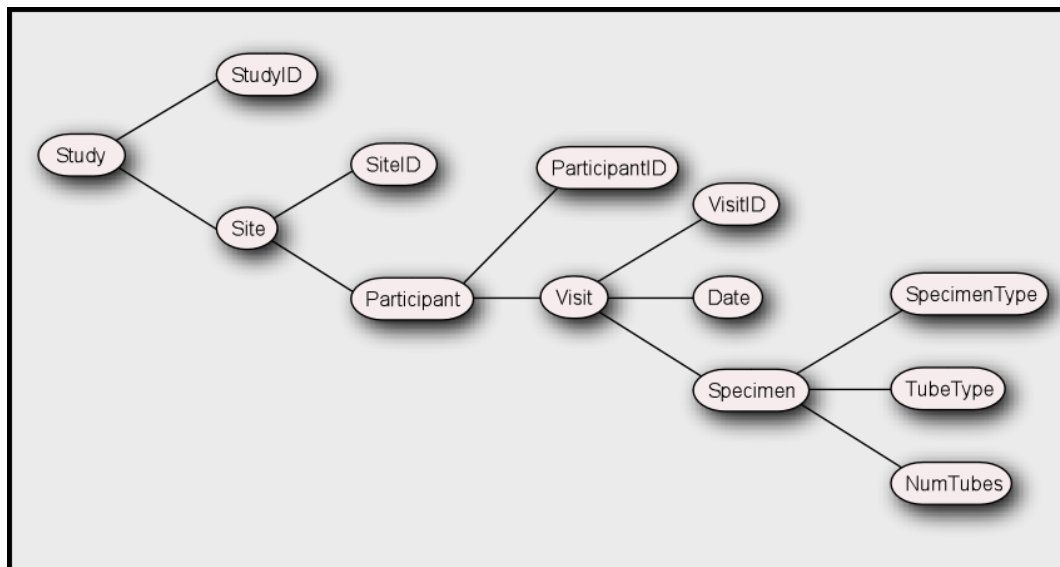 StudyID
Study
SiteID
ParticipantID
VisitID
Site
Participant
Visit
Date
SpecimenType
Specimen
TubeType
NumTubes